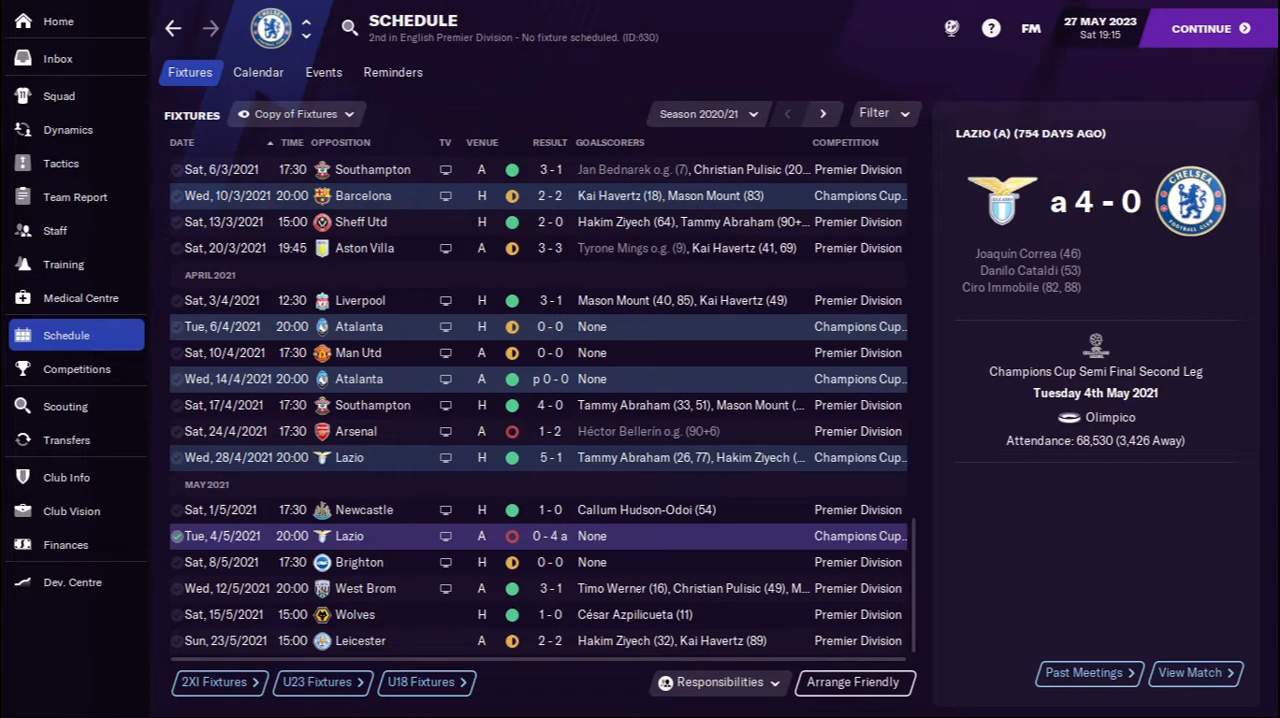 Home
Inbox
Squad
Dynamics
Tactics
Team Report
Staff
Training
Medical Centre
Schedule
Competitions
Scouting
Transfers
Club Info
Club Vision
Finances
Dev. Centre
SCHEDULE
2nd in English Premier Division - No fixture scheduled. (ID:630)
? FM 27 MAY 2023 CONTINUE
Sat 19:15
Fixtures Calendar Events Reminders
FIXTURES Copy of Fixtures Season 2020/21 Filter
DATE TIME OPPOSITION TV VENUE RESULT GOALSCORERS COMPETITION
Sat, 6/3/2021 17:30 Southampton A 3 - 1 Jan Bednarek o.g. (7), Christian Pulisic (20... Premier Division
Wed, 10/3/2021 20:00 Barcelona H 2 - 2 Kai Havertz (18), Mason Mount (83) Champions Cup...
Sat, 13/3/2021 15:00 Sheff Utd H 2 - 0 Hakim Ziyech (64), Tammy Abraham (90+... Premier Division
Sat, 20/3/2021 19:45 Aston Villa A 3 - 3 Tyrone Mings o.g. (9), Kai Havertz (41, 69) Premier Division
APRIL 2021
Sat, 3/4/2021 12:30 Liverpool H 3 - 1 Mason Mount (40, 85), Kai Havertz (49) Premier Division
Tue, 6/4/2021 20:00 Atalanta H 0 - 0 None Champions Cup...
Sat, 10/4/2021 17:30 Man Utd A 0 - 0 None Premier Division
Wed, 14/4/2021 20:00 Atalanta A p 0 - 0 None Champions Cup...
Sat, 17/4/2021 17:30 Southampton H 4 - 0 Tammy Abraham (33, 51), Mason Mount (... Premier Division
Sat, 24/4/2021 17:30 Arsenal A 1 - 2 Héctor Bellerín o.g. (90+6) Premier Division
Wed, 28/4/2021 20:00 Lazio H 5 - 1 Tammy Abraham (26, 77), Hakim Ziyech (... Champions Cup...
MAY 2021
Sat, 1/5/2021 17:30 Newcastle H 1 - 0 Callum Hudson-Odoi (54) Premier Division
Tue, 4/5/2021 20:00 Lazio A 0 - 4 a None Champions Cup...
Sat, 8/5/2021 17:30 Brighton H 0 - 0 None Premier Division
Wed, 12/5/2021 20:00 West Brom A 3 - 1 Timo Werner (16), Christian Pulisic (49), M... Premier Division
Sat, 15/5/2021 15:00 Wolves H 1 - 0 César Azpilicueta (11) Premier Division
Sun, 23/5/2021 15:00 Leicester A 2 - 2 Hakim Ziyech (32), Kai Havertz (89) Premier Division
2XI Fixtures U23 Fixtures U18 Fixtures Responsibilities Arrange Friendly
LAZIO (A) (754 DAYS AGO)
a 4 - 0
Joaquín Correa (46)
Danilo Cataldi (53)
Ciro Immobile (82, 88)
Champions Cup Semi Final Second Leg
Tuesday 4th May 2021
Olimpico
Attendance: 68,530 (3,426 Away)
Past Meetings View Match